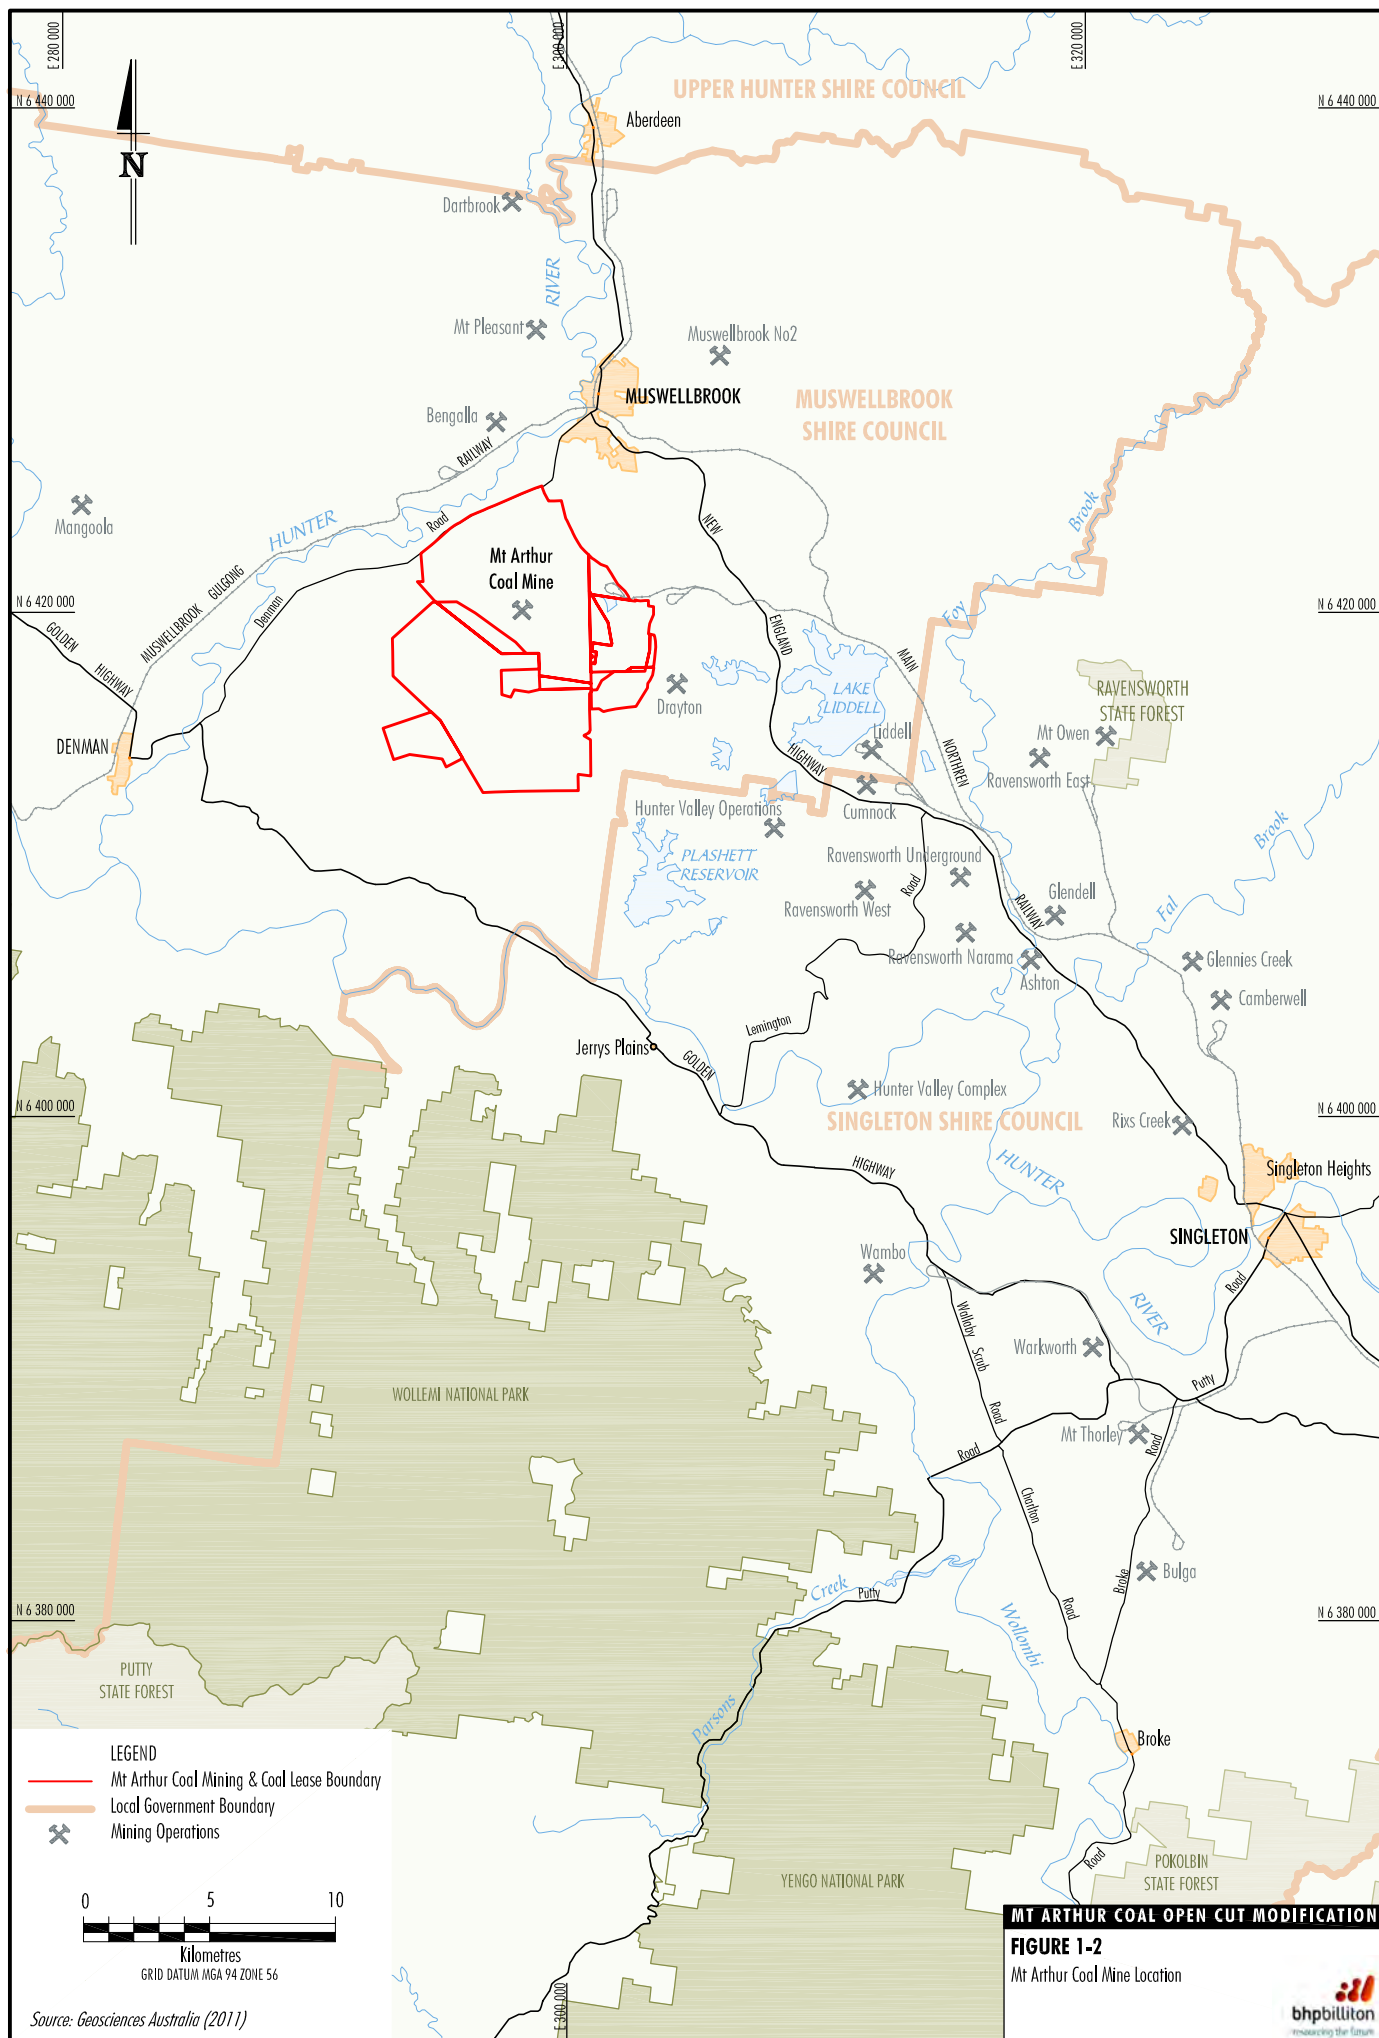 E 280 000
E 300 000
E 320 000
N 6 440 000
N 6 440 000
UPPER HUNTER SHIRE COUNCIL
Aberdeen
N
Dartbrook
RIVER
Mt Pleasant
Muswellbrook No2
MUSWELLBROOK
MUSWELLBROOK
SHIRE COUNCIL
Bengalla
RAILWAY
Mangoola
HUNTER
Road
NEW
Brook
Mt Arthur
Coal Mine
MUSWELLBROOK GULGONG
Denman
N 6 420 000
N 6 420 000
GOLDEN
HIGHWAY
ENGLAND
Foy
MAIN
LAKE
LIDDELL
RAVENSWORTH
STATE FOREST
Drayton
DENMAN
HIGHWAY
Liddell
NORTHREN
Mt Owen
Ravensworth East
Cumnock
Hunter Valley Operations
Brook
PLASHETT
RESERVOIR
Ravensworth Underground
Road
Ravensworth West
Glendell
RAILWAY
Fal
Ravensworth Narama
Ashton
Glennies Creek
Camberwell
Lemington
Jerrys Plains
GOLDEN
Hunter Valley Complex
N 6 400 000
N 6 400 000
SINGLETON SHIRE COUNCIL
Rixs Creek
HIGHWAY
HUNTER
Singleton Heights
SINGLETON
Wambo
Road
RIVER
Wallaby
Scrub
Road
Warkworth
Putty
WOLLEMI NATIONAL PARK
Mt Thorley
Road
Road
Charlton
Road
Bulga
Broke
Creek
Putty
N 6 380 000
N 6 380 000
Wollombi
PUTTY
STATE FOREST
Parsons
Broke
LEGEND
Mt Arthur Coal Mining & Coal Lease Boundary
Local Government Boundary
Mining Operations
Road
POKOLBIN
STATE FOREST
YENGO NATIONAL PARK
0 5 10
Kilometres
GRID DATUM MGA 94 ZONE 56
E 300 000
Source: Geosciences Australia (2011)
MT ARTHUR COAL OPEN CUT MODIFICATION
FIGURE 1-2
Mt Arthur Coal Mine Location
bhpbilliton
resourcing the future